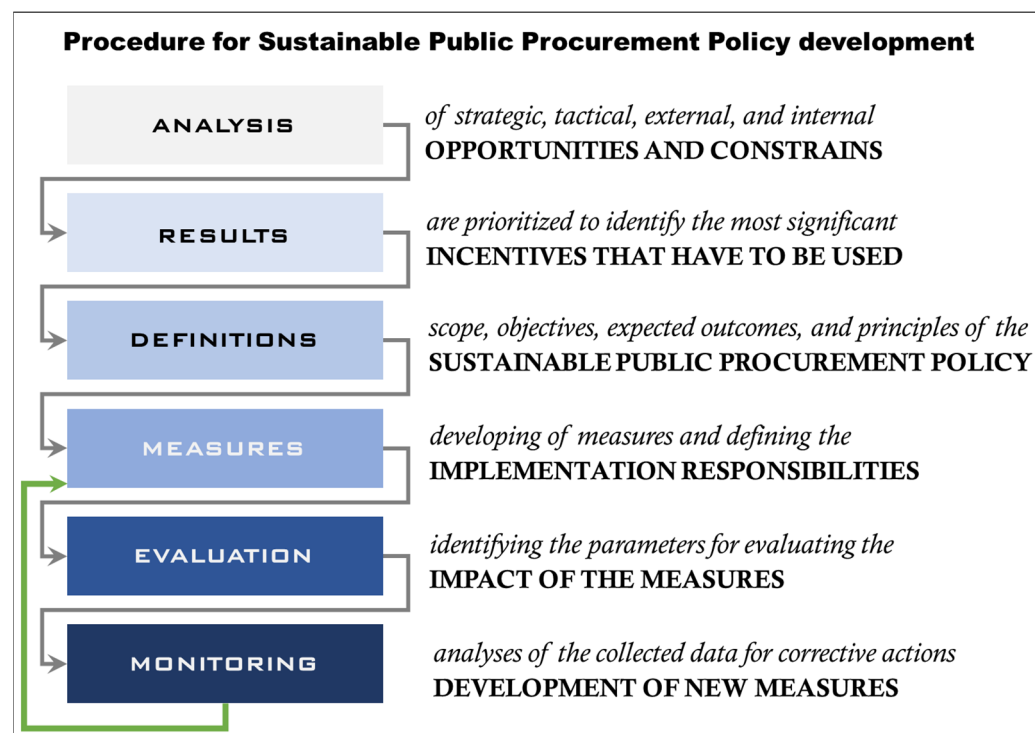 Procedure for Sustainable Public Procurement Policy development
ANALYSIS
of strategic, tactical, external, and internal
OPPORTUNITIES AND CONSTRAINS
RESULTS
are prioritized to identify the most significant
INCENTIVES THAT HAVE TO BE USED
DEFINITIONS
scope, objectives, expected outcomes, and principles of the
SUSTAINABLE PUBLIC PROCUREMENT POLICY
MEASURES
developing of measures and defining the
IMPLEMENTATION RESPONSIBILITIES
EVALUATION
identifying the parameters for evaluating the
IMPACT OF THE MEASURES
MONITORING
analyses of the collected data for corrective actions
DEVELOPMENT OF NEW MEASURES